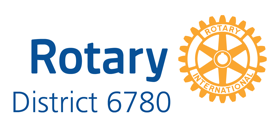 Rotary
District 6780
ROTARY
INTERNATIONAL